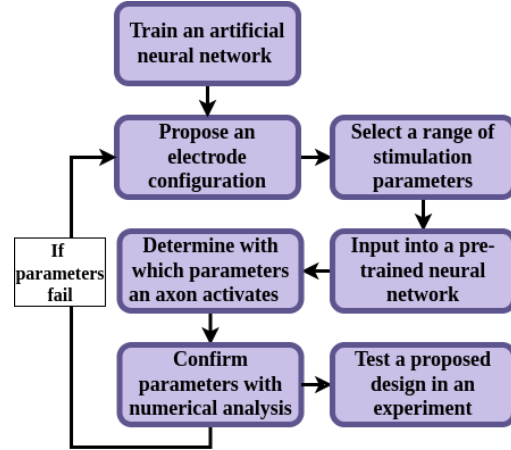 Train an artificial
neural network
Propose an
electrode
configuration
Select a range of
stimulation
parameters
Input into a pre-
trained neural
network
Determine with
which parameters
an axon activates
If
parameters
fail
Confirm
parameters with
numerical analysis
Test a proposed
design in an
experiment